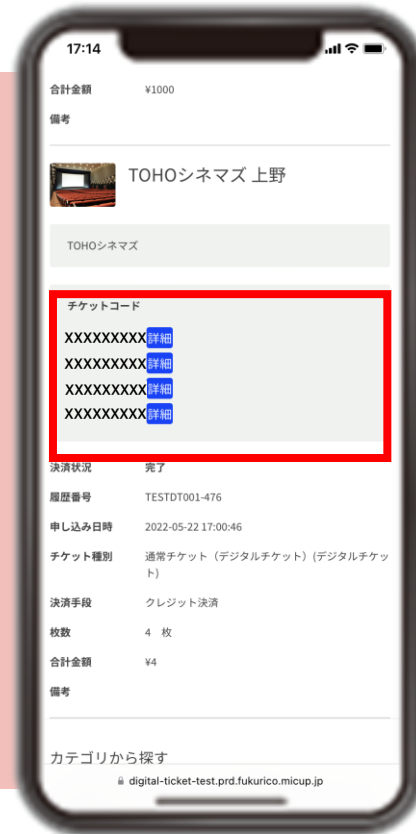 17:14
合計金額 ¥1000
備考
TOHOシネマズ 上野
TOHOシネマズ
チケットコード
XXXXXXXXX詳細
XXXXXXXXX詳細
XXXXXXXXX詳細
XXXXXXXXX詳細
決済状況 完了
履歴番号 TESTDT001-476
申し込み日時 2022-05-22 17:00:46
チケット種別 通常チケット（デジタルチケット）(デジタルチケッ
ト)
決済手段 クレジット決済
枚数 4 枚
合計金額 ¥4
備考
カテゴリから探す
digital-ticket-test.prd.fukurico.micup.jp